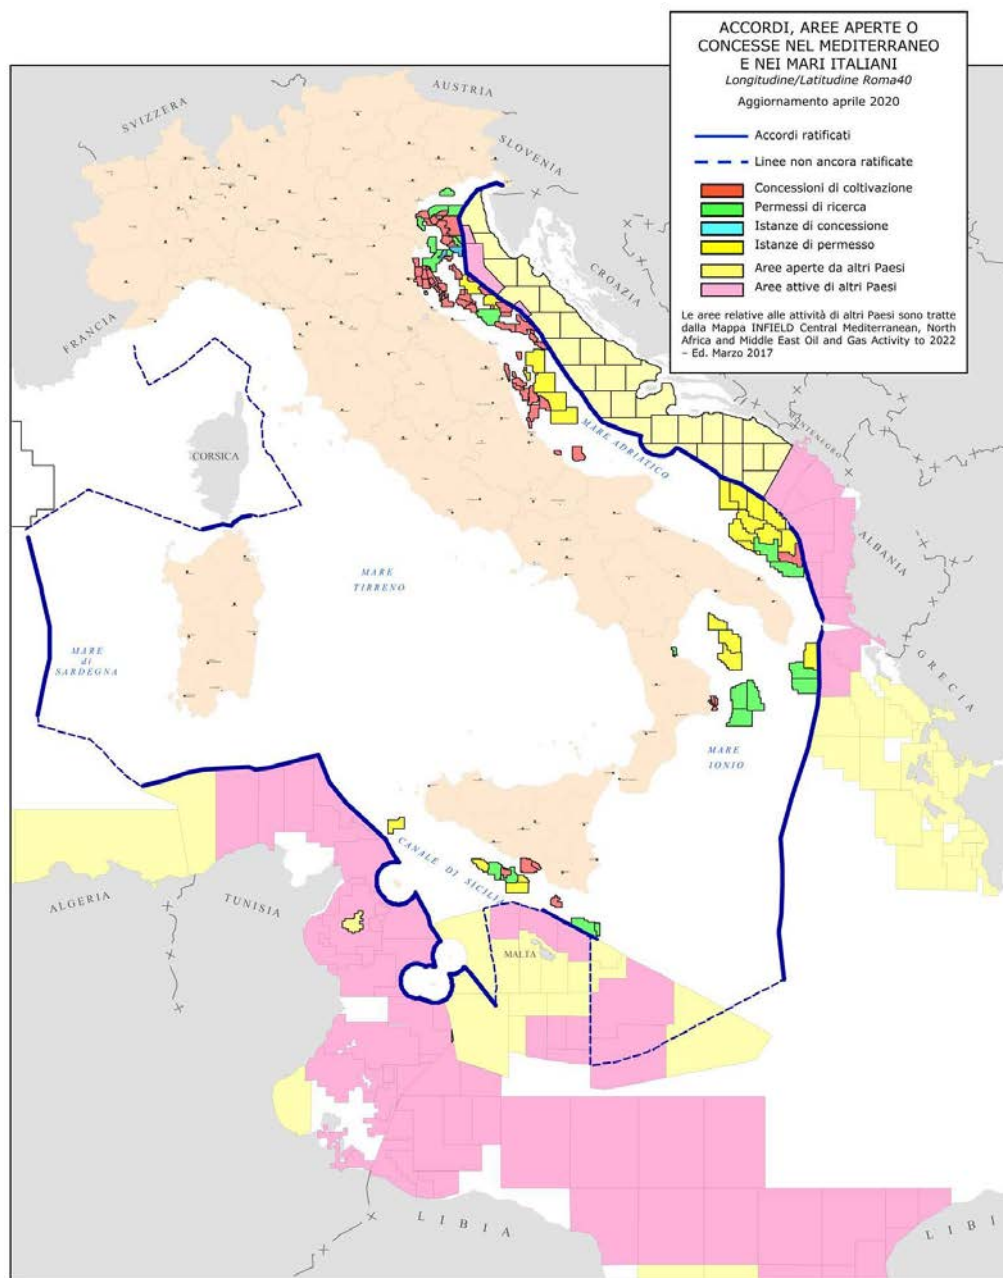 ACCORDI, AREE APERTE O
CONCESSE NEL MEDITERRANEO
E NEI MARI ITALIANI
Longitudine/Latitudine Roma40
Aggiornamento aprile 2020
Accordi ratificati
Linee non ancora ratificate
Concessioni di coltivazione
Permessi di ricerca
Istanze di concessione
Istanze di permesso
Aree aperte da altri Paesi
Aree attive di altri Paesi
Le aree relative alle attività di altri Paesi sono tratte
dalla Mappa INFIELD Central Mediterranean, North
Africa and Middle East Oil and Gas Activity to 2022
– Ed. Marzo 2017
AUSTRIA
SVIZZERA
SLOVENIA
CROAZIA
FRANCIA
MONTENEGRO
MARE ADRIATICO
CORSICA
ALBANIA
MARE
TIRRENO
MARE
di
SARDEGNA
GRECIA
MARE
IONIO
CANALE DI SICILIA
ALGERIA
TUNISIA
MALTA
LIBIA
LIBI